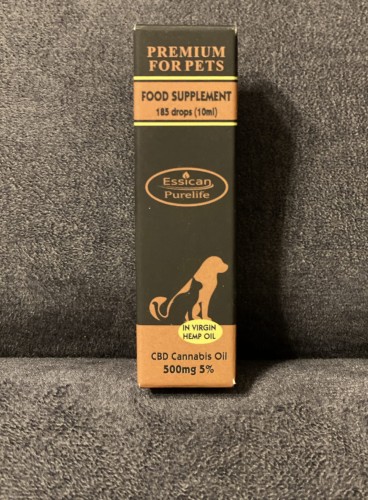 PREMIUM
FOR PETS
FOOD SUPPLEMENT
185 drops (10ml)
Essican
Purelife
IN VIRGIN
HEMP OIL
CBD Cannabis Oil
500mg 5%